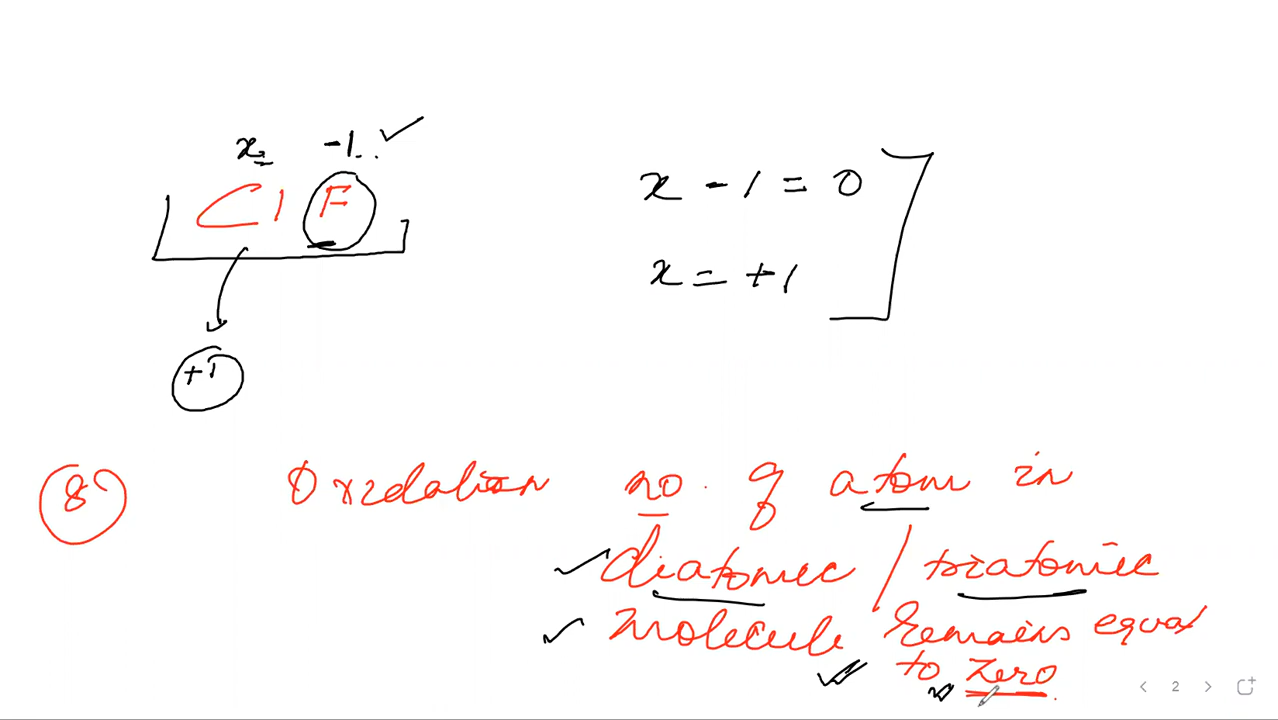 x -1
Cl F
+1
x - 1 = 0
x = +1
8 Oxidation no. of atom in
diatomic / triatomic
Molecule remains equal
to zero.
2